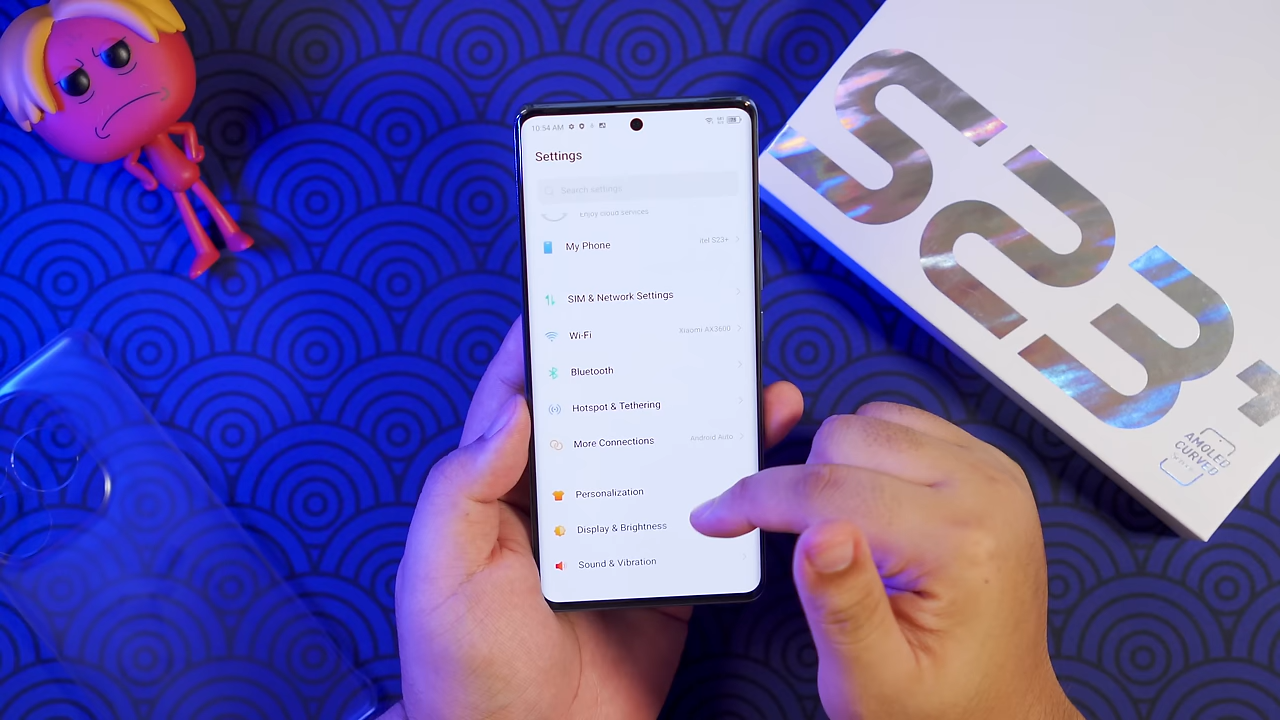 10:54 AM
Settings
Search settings
Enjoy cloud services
My Phone
itel S23+
SIM & Network Settings
Wi-Fi
Xiaomi AX3600
Bluetooth
Hotspot & Tethering
More Connections
Android Auto
Personalization
Display & Brightness
Sound & Vibration
S23+
AMOLED
CURVED